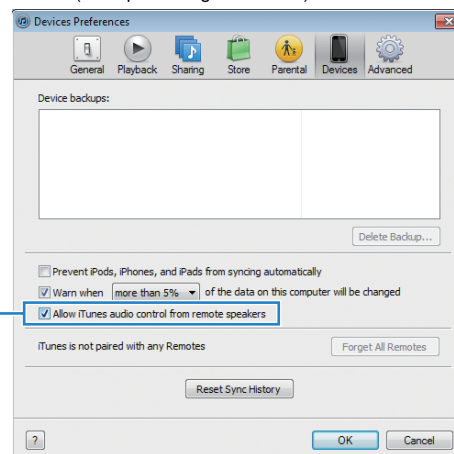 Devices Preferences
General Playback Sharing Store Parental Devices Advanced
Device backups:
Delete Backup...
Prevent iPods, iPhones, and iPads from syncing automatically
Warn when more than 5% of the data on this computer will be changed
Allow iTunes audio control from remote speakers
iTunes is not paired with any Remotes
Forget All Remotes
Reset Sync History
?
OK Cancel